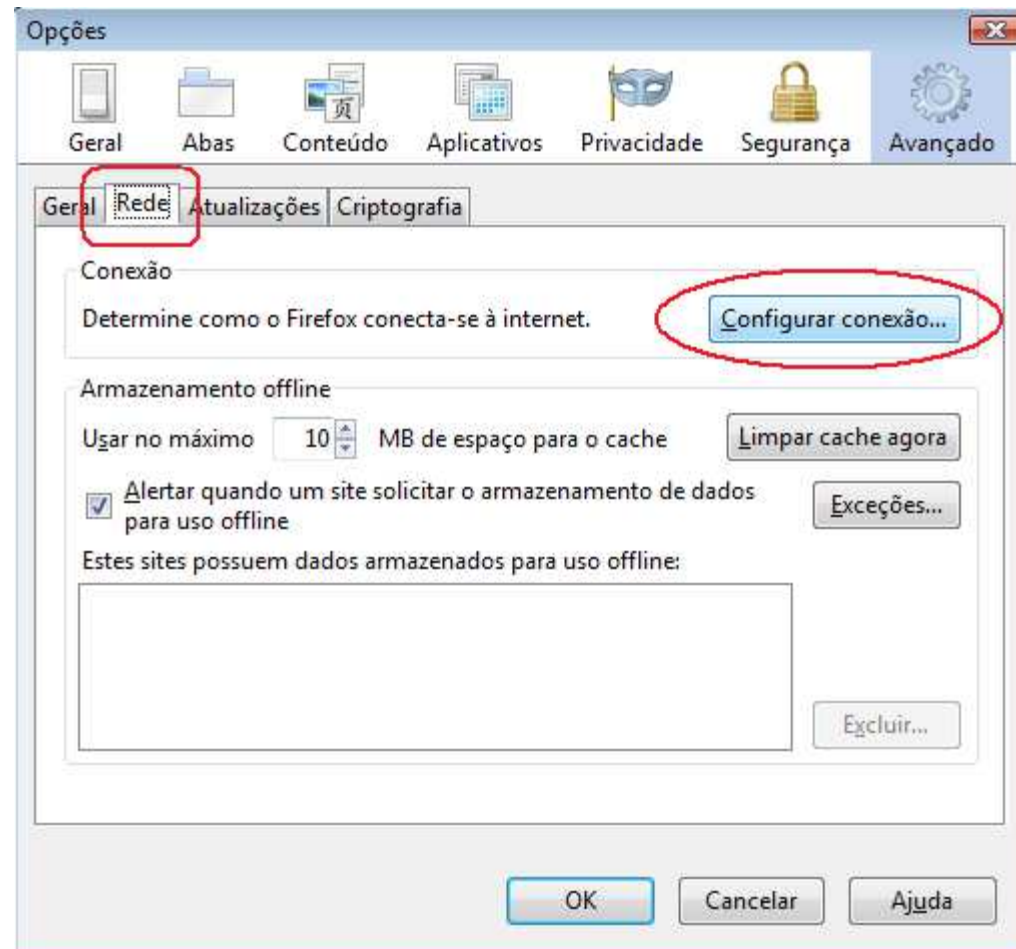 Opções
页
Geral Abas Conteúdo Aplicativos Privacidade Segurança Avançado
Geral Rede Atualizações Criptografia
Conexão
Determine como o Firefox conecta-se à internet. Configurar conexão...
Armazenamento offline
Usar no máximo 10 MB de espaço para o cache Limpar cache agora
Alertar quando um site solicitar o armazenamento de dados
para uso offline
Exceções...
Estes sites possuem dados armazenados para uso offline:
Excluir...
OK Cancelar Ajuda